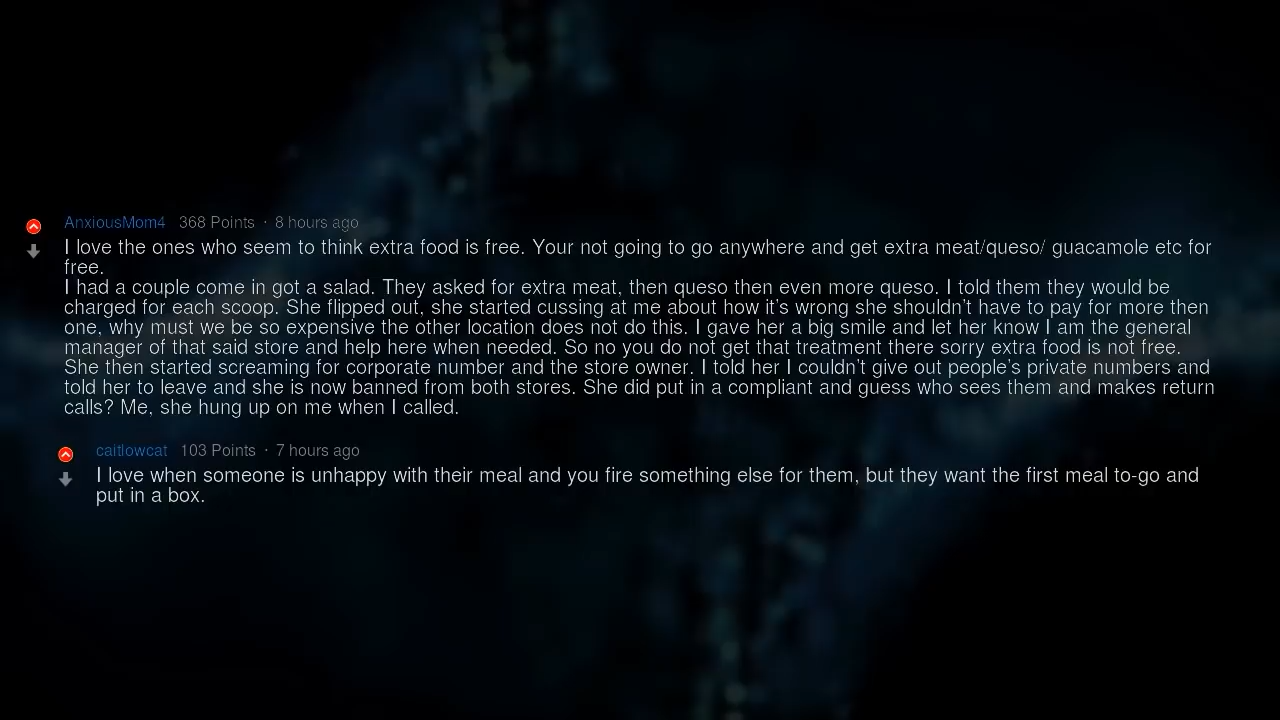 AnxiousMom4 368 Points · 8 hours ago
I love the ones who seem to think extra food is free. Your not going to go anywhere and get extra meat/queso/ guacamole etc for
free.
I had a couple come in got a salad. They asked for extra meat, then queso then even more queso. I told them they would be
charged for each scoop. She flipped out, she started cussing at me about how it's wrong she shouldn't have to pay for more then
one, why must we be so expensive the other location does not do this. I gave her a big smile and let her know I am the general
manager of that said store and help here when needed. So no you do not get that treatment there sorry extra food is not free.
She then started screaming for corporate number and the store owner. I told her I couldn't give out people's private numbers and
told her to leave and she is now banned from both stores. She did put in a compliant and guess who sees them and makes return
calls? Me, she hung up on me when I called.
caitlowcat 103 Points · 7 hours ago
I love when someone is unhappy with their meal and you fire something else for them, but they want the first meal to-go and
put in a box.